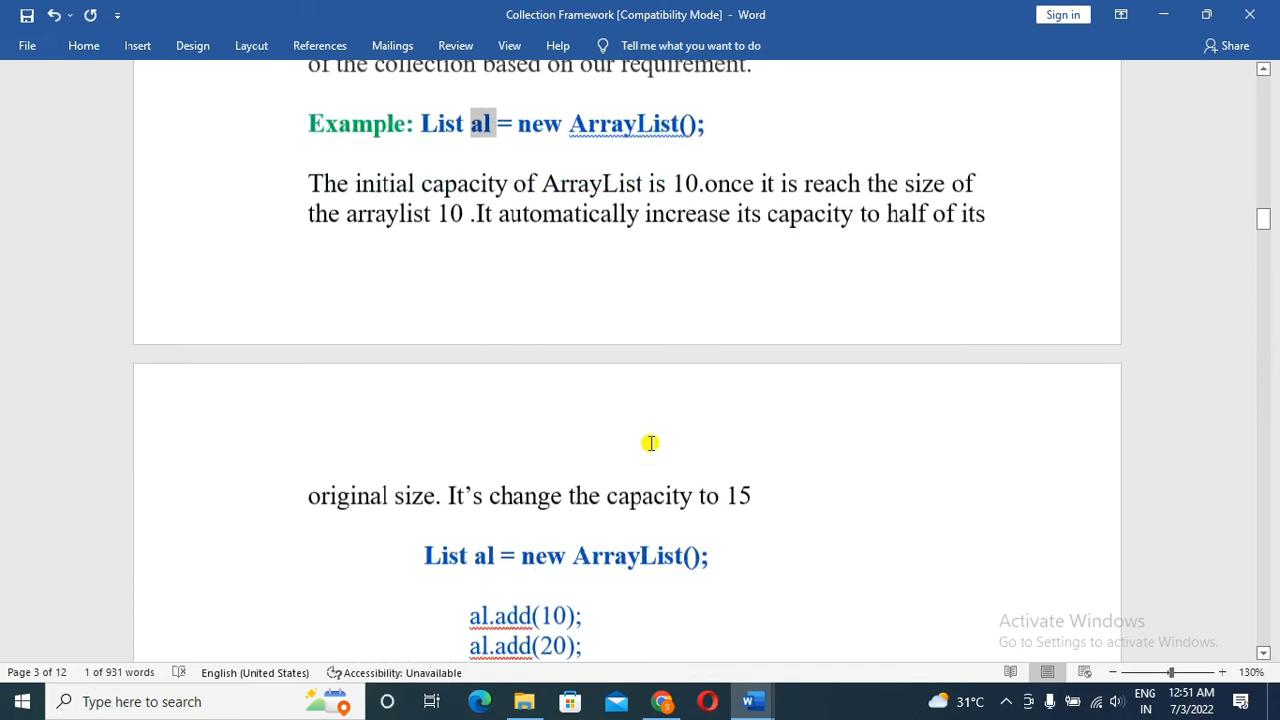 Collection Framework [Compatibility Mode] - Word
Sign in
File Home Insert Design Layout References Mailings Review View Help Tell me what you want to do Share
of the collection based on our requirement.
Example: List al = new ArrayList();
The initial capacity of ArrayList is 10.once it is reach the size of
the arraylist 10 .It automatically increase its capacity to half of its
original size. It’s change the capacity to 15
List al = new ArrayList();
al.add(10);
al.add(20);
Activate Windows
Go to Settings to activate Windows.
Page 3 of 12 1 of 931 words English (United States) Accessibility: Unavailable 130%
Type here to search 31°C ENG 12:51 AM
IN 7/3/2022